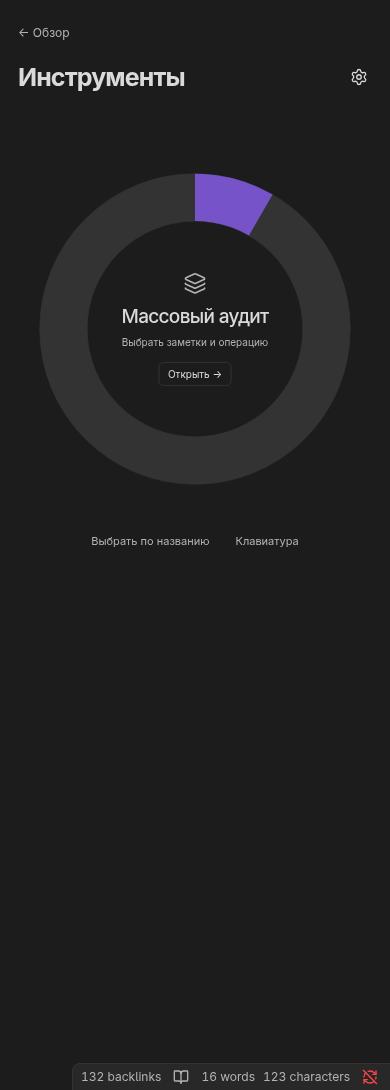 ← Обзор
Инструменты
Массовый аудит
Выбрать заметки и операцию
Открыть →
Выбрать по названию Клавиатура
132 backlinks 16 words 123 characters